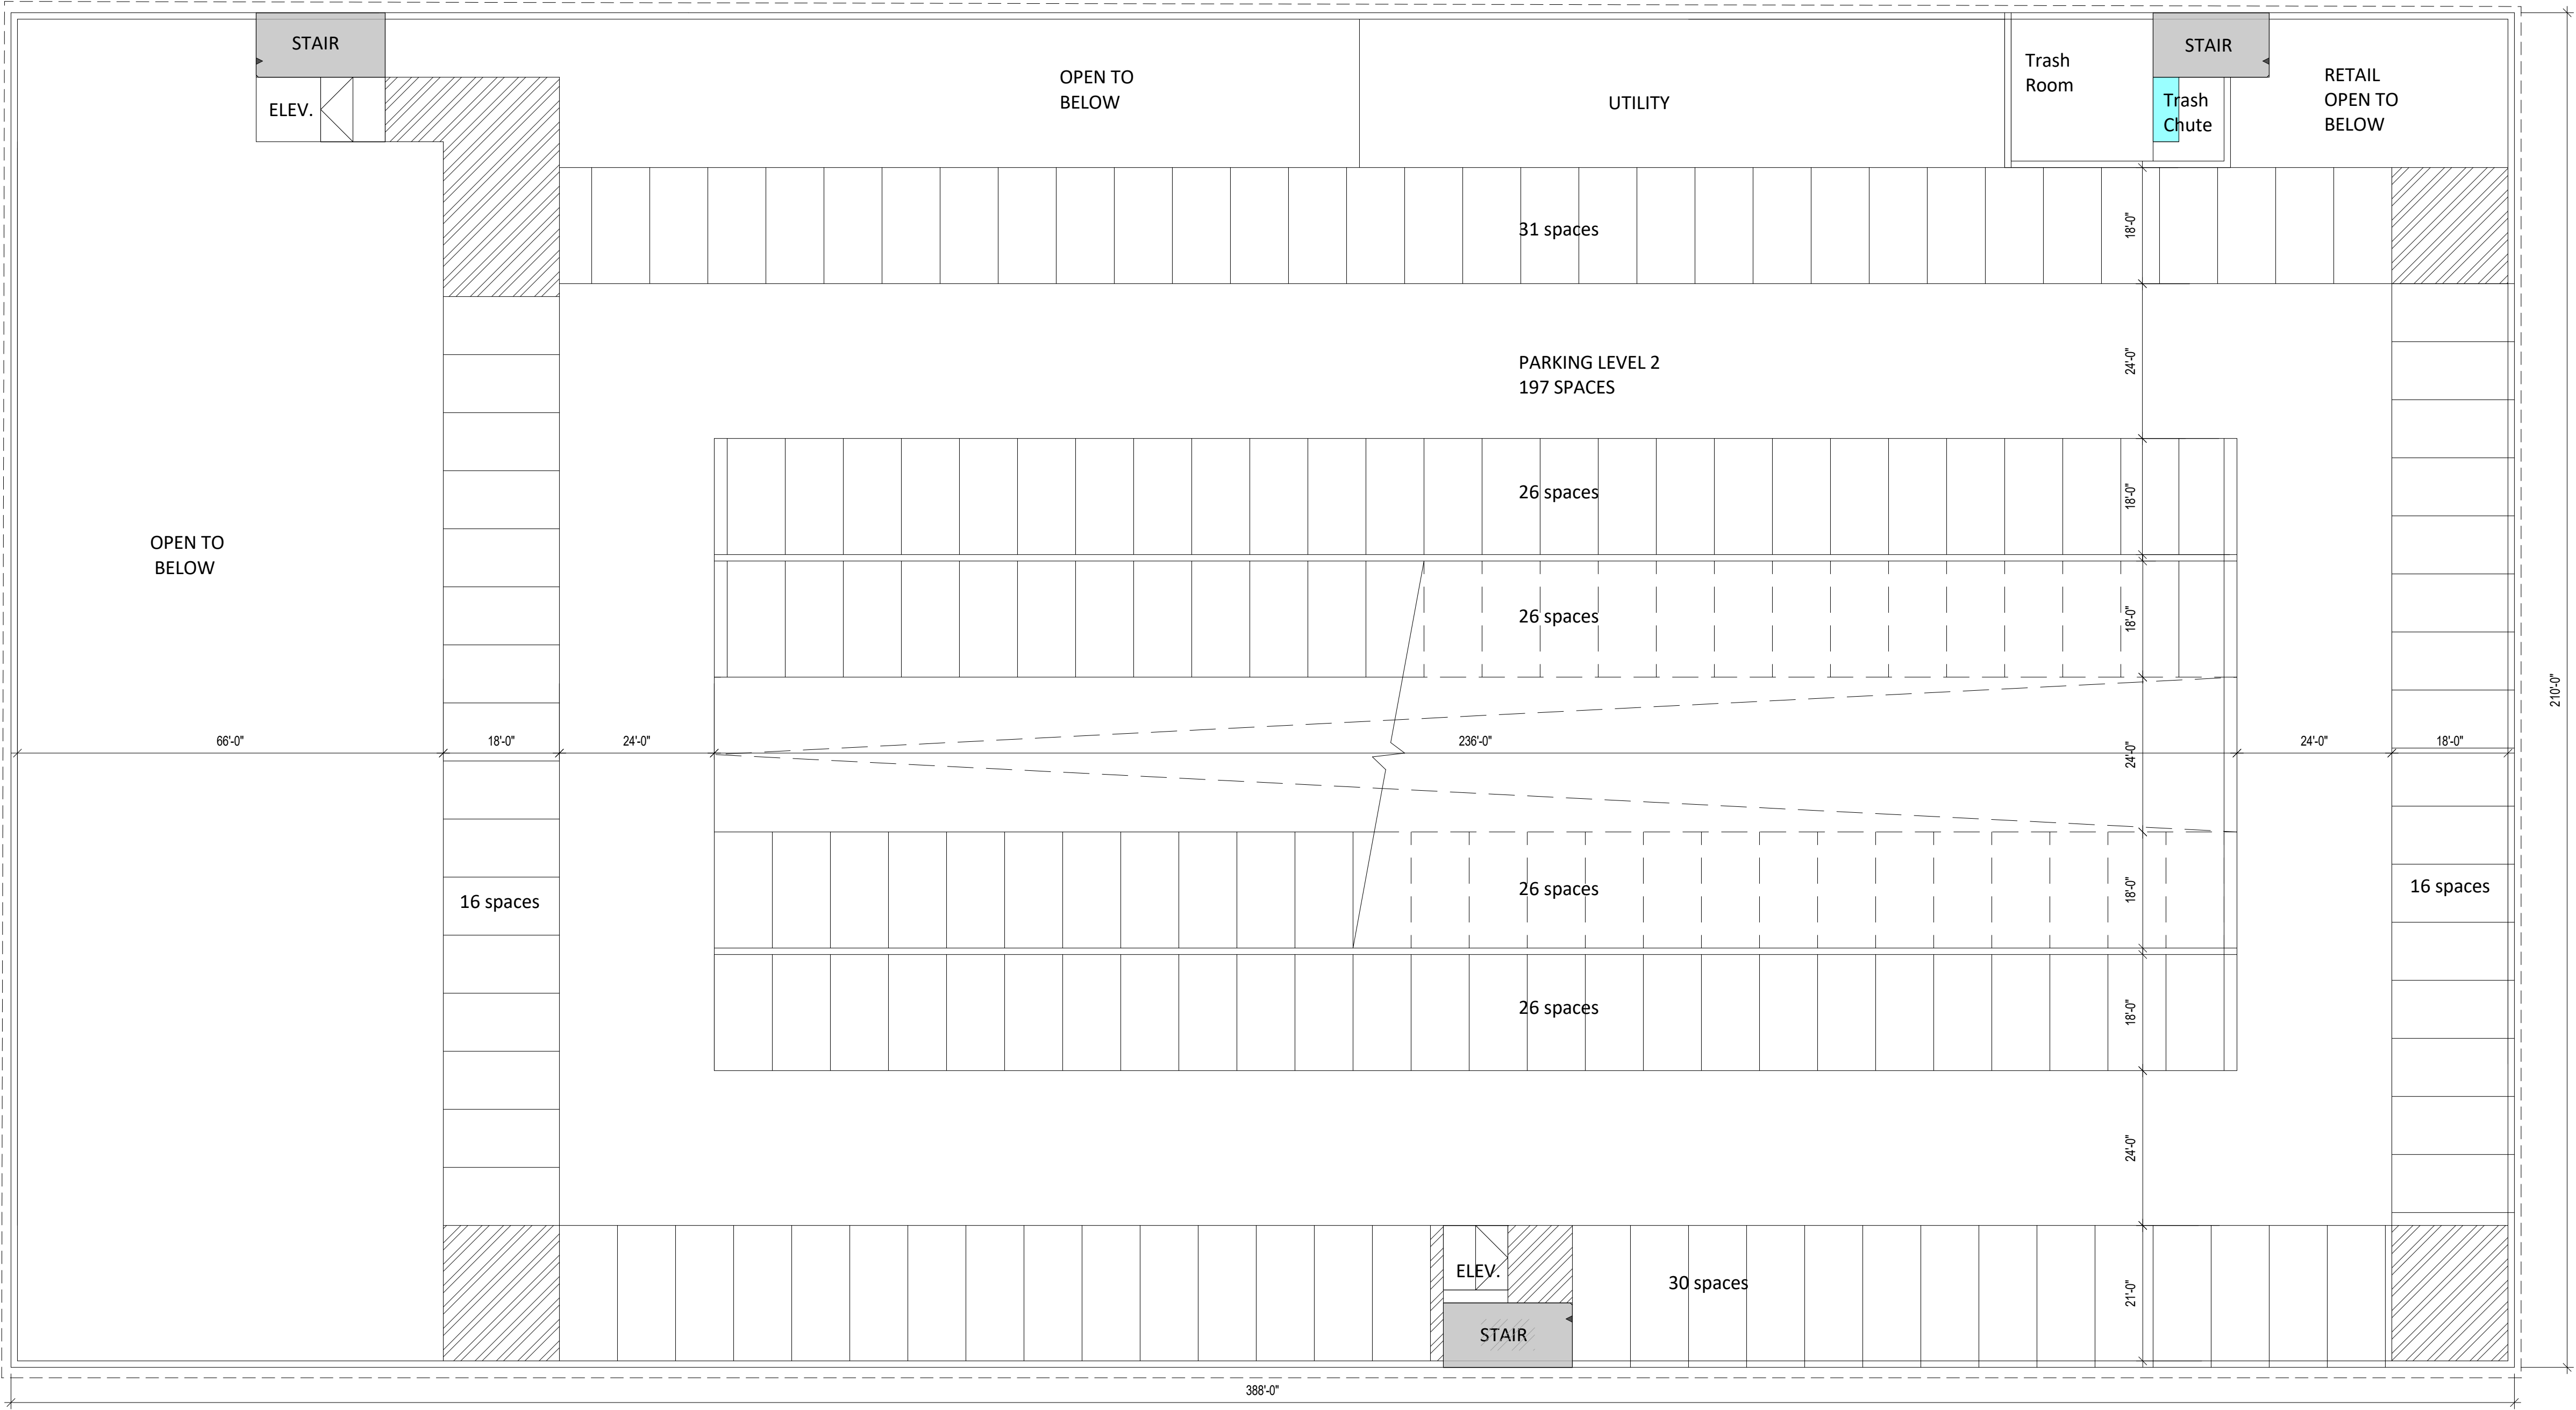 STAIR
STAIR
Trash
Room
RETAIL
OPEN TO
BELOW
OPEN TO
BELOW
UTILITY
ELEV.
Trash
Chute
31 spaces
18'-0"
PARKING LEVEL 2
197 SPACES
24'-0"
26 spaces
18'-0"
OPEN TO
BELOW
26 spaces
18'-0"
210'-0"
66'-0"
18'-0"
24'-0"
236'-0"
24'-0"
24'-0"
18'-0"
16 spaces
26 spaces
18'-0"
16 spaces
26 spaces
18'-0"
24'-0"
ELEV.
30 spaces
21'-0"
STAIR
388'-0"